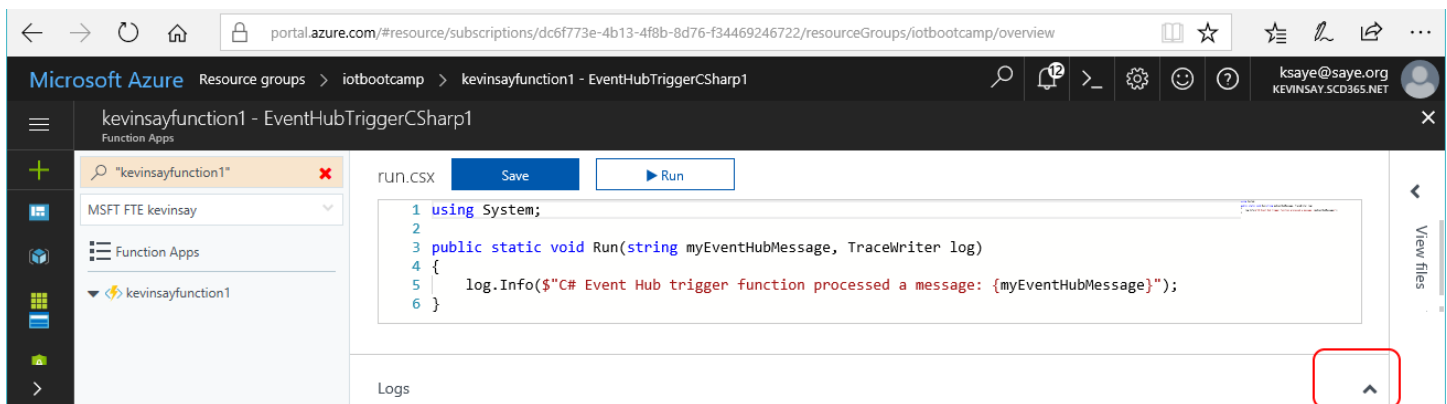 portal.azure.com/#resource/subscriptions/dc6f773e-4b13-4f8b-8d76-f34469246722/resourceGroups/iotbootcamp/overview
Microsoft Azure Resource groups > iotbootcamp > kevinsayfunction1 - EventHubTriggerCSharp1
12
ksaye@saye.org
KEVINSAY.SCD365.NET
kevinsayfunction1 - EventHubTriggerCSharp1
Function Apps
"kevinsayfunction1"
MSFT FTE kevinsay
Function Apps
kevinsayfunction1
run.csx Save Run
1 using System;
2
3 public static void Run(string myEventHubMessage, TraceWriter log)
4 {
5 log.Info($"C# Event Hub trigger function processed a message: {myEventHubMessage}");
6 }
Logs
View files